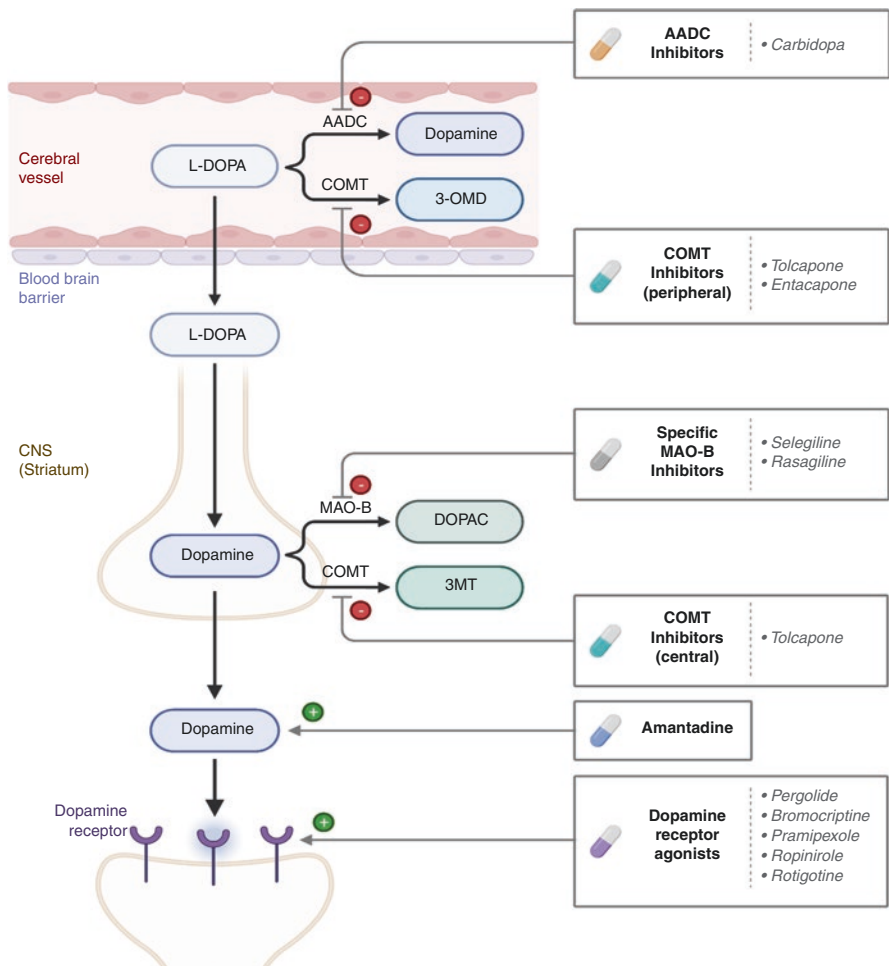 AADC
Inhibitors
• Carbidopa
-
AADC
Dopamine
Cerebral
vessel
L-DOPA
COMT
3-OMD
-
Blood brain
barrier
COMT
Inhibitors
(peripheral)
• Tolcapone
• Entacapone
L-DOPA
CNS
(Striatum)
Specific
MAO-B
Inhibitors
• Selegiline
• Rasagiline
-
MAO-B
DOPAC
Dopamine
COMT
3MT
-
COMT
Inhibitors
(central)
• Tolcapone
+
Dopamine
Amantadine
Dopamine
receptor
+
Dopamine
receptor
agonists
• Pergolide
• Bromocriptine
• Pramipexole
• Ropinirole
• Rotigotine